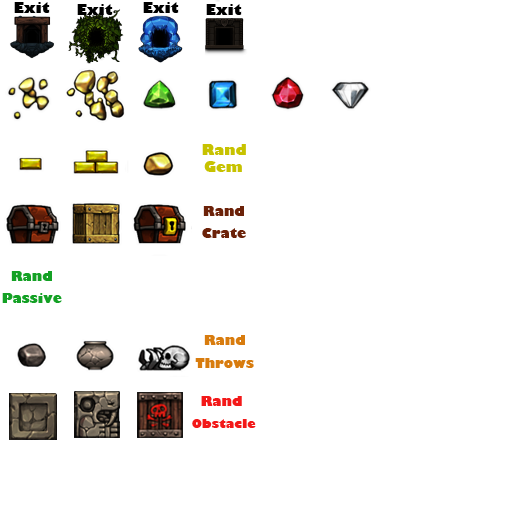 Exit
Exit
Exit
Exit
Rand
Gem
Rand
Crate
Rand
Passive
Rand
Throws
Rand
Obstacle